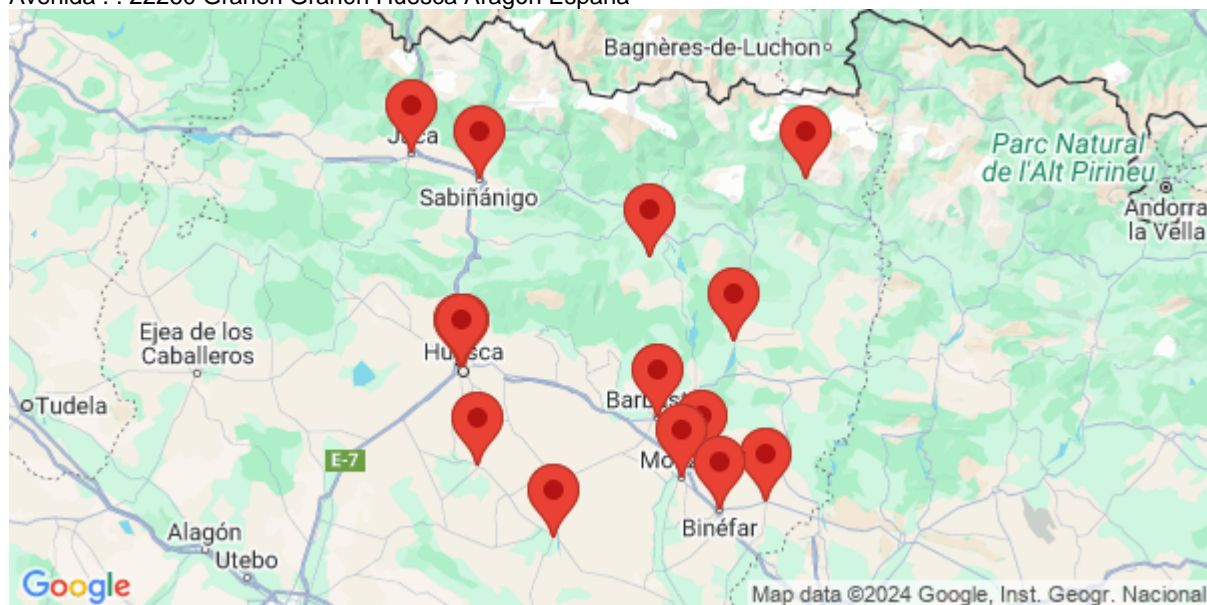 Avenida . . 22260 Grañén Grañén Huesca Aragón España
Bagnères-de-Luchon
Parc Natural
de l'Alt Pirineu
Sabiñánigo
Andorra
la Vella
Ejea de los
Caballeros
Tudela
E-7
Binéfar
Alagón
Utebo
Google
Map data ©2024 Google, Inst. Geogr. Nacional